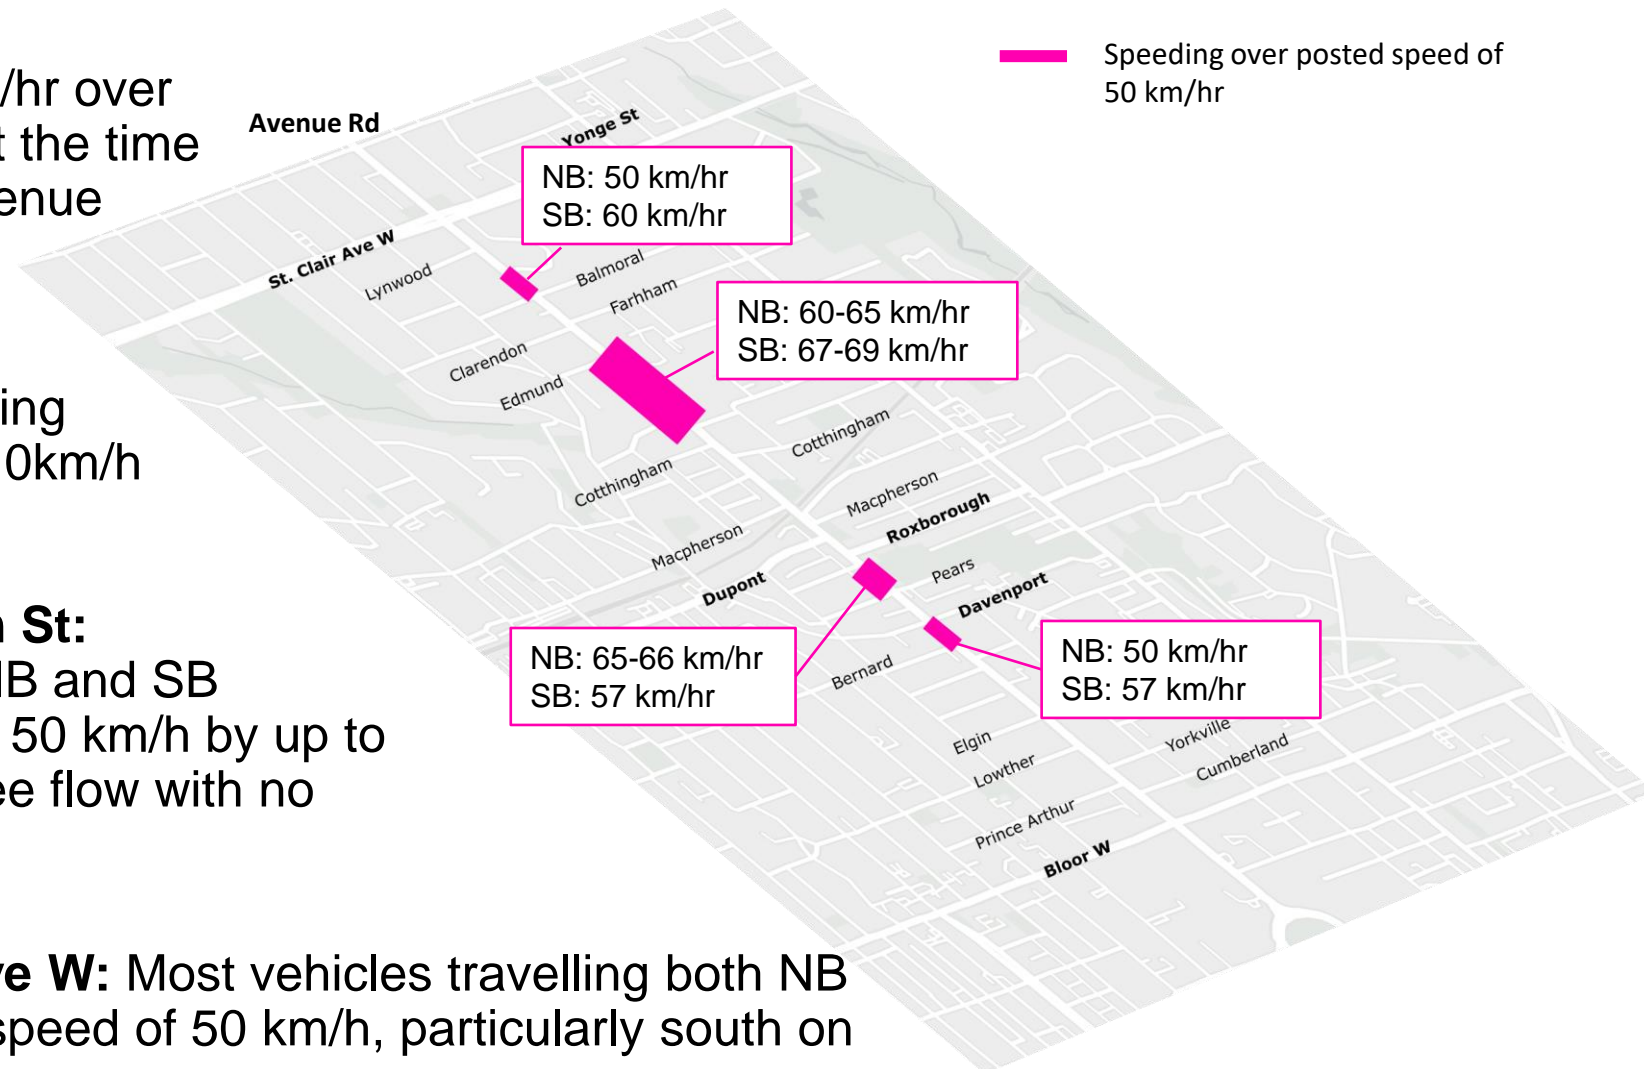 /hr over
t the time
enue
ing
0km/h
n St:
NB and SB
50 km/h by up to
ee flow with no
ve W: Most vehicles travelling both NB
speed of 50 km/h, particularly south on
Speeding over posted speed of
50 km/hr
Avenue Rd
Yonge St
NB: 50 km/hr
SB: 60 km/hr
St. Clair Ave W
Lynwood
Balmoral
Farhham
NB: 60-65 km/hr
SB: 67-69 km/hr
Clarendon
Edmund
Cotthingham
Cotthingham
Macpherson
Roxborough
Macpherson
Dupont
Pears
Davenport
NB: 65-66 km/hr
SB: 57 km/hr
Bernard
NB: 50 km/hr
SB: 57 km/hr
Elgin
Lowther
Yorkville
Cumberland
Prince Arthur
Bloor W